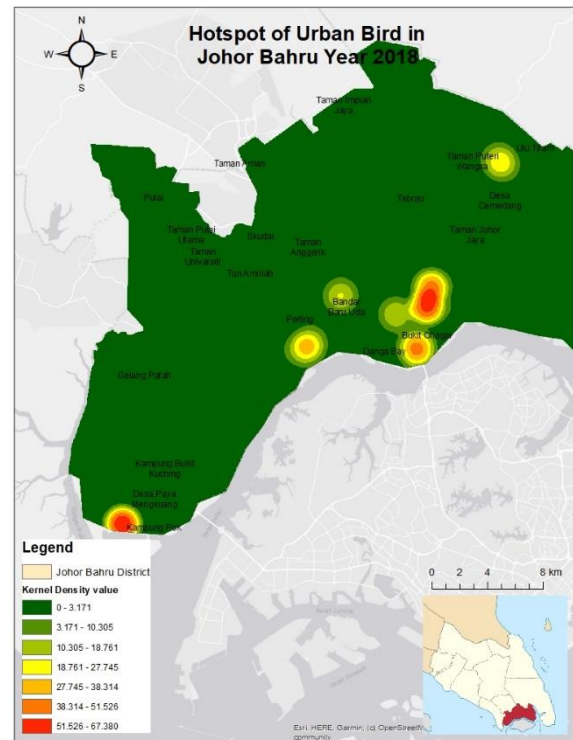 Hotspot of Urban Bird in
Johor Bahru Year 2018
N
W
E
S
Taman Impian
Jaya
Taman Aman
Ulu Tiram
Taman Puteri
Wangsa
Pulai
Desa
Cemerlang
Tebrau
Taman Pulai
Utama
Skudai
Taman Johor
Jaya
Taman
Universiti
Taman
Anggerik
Tun Aminah
Bandar
Baru Uda
Perling
Bukit Chagar
Danga Bay
Gelang Patah
Kampung Bukit
Kuching
Desa Paya
Mengkuang
Kampung Pok
Legend
Johor Bahru District
Kernel Density value
0 - 3.171
3.171 - 10.305
10.305 - 18.761
18.761 - 27.745
27.745 - 38.314
38.314 - 51.526
51.526 - 67.380
0 2 4 8 km
Esri, HERE, Garmin, (c) OpenStreetM
community